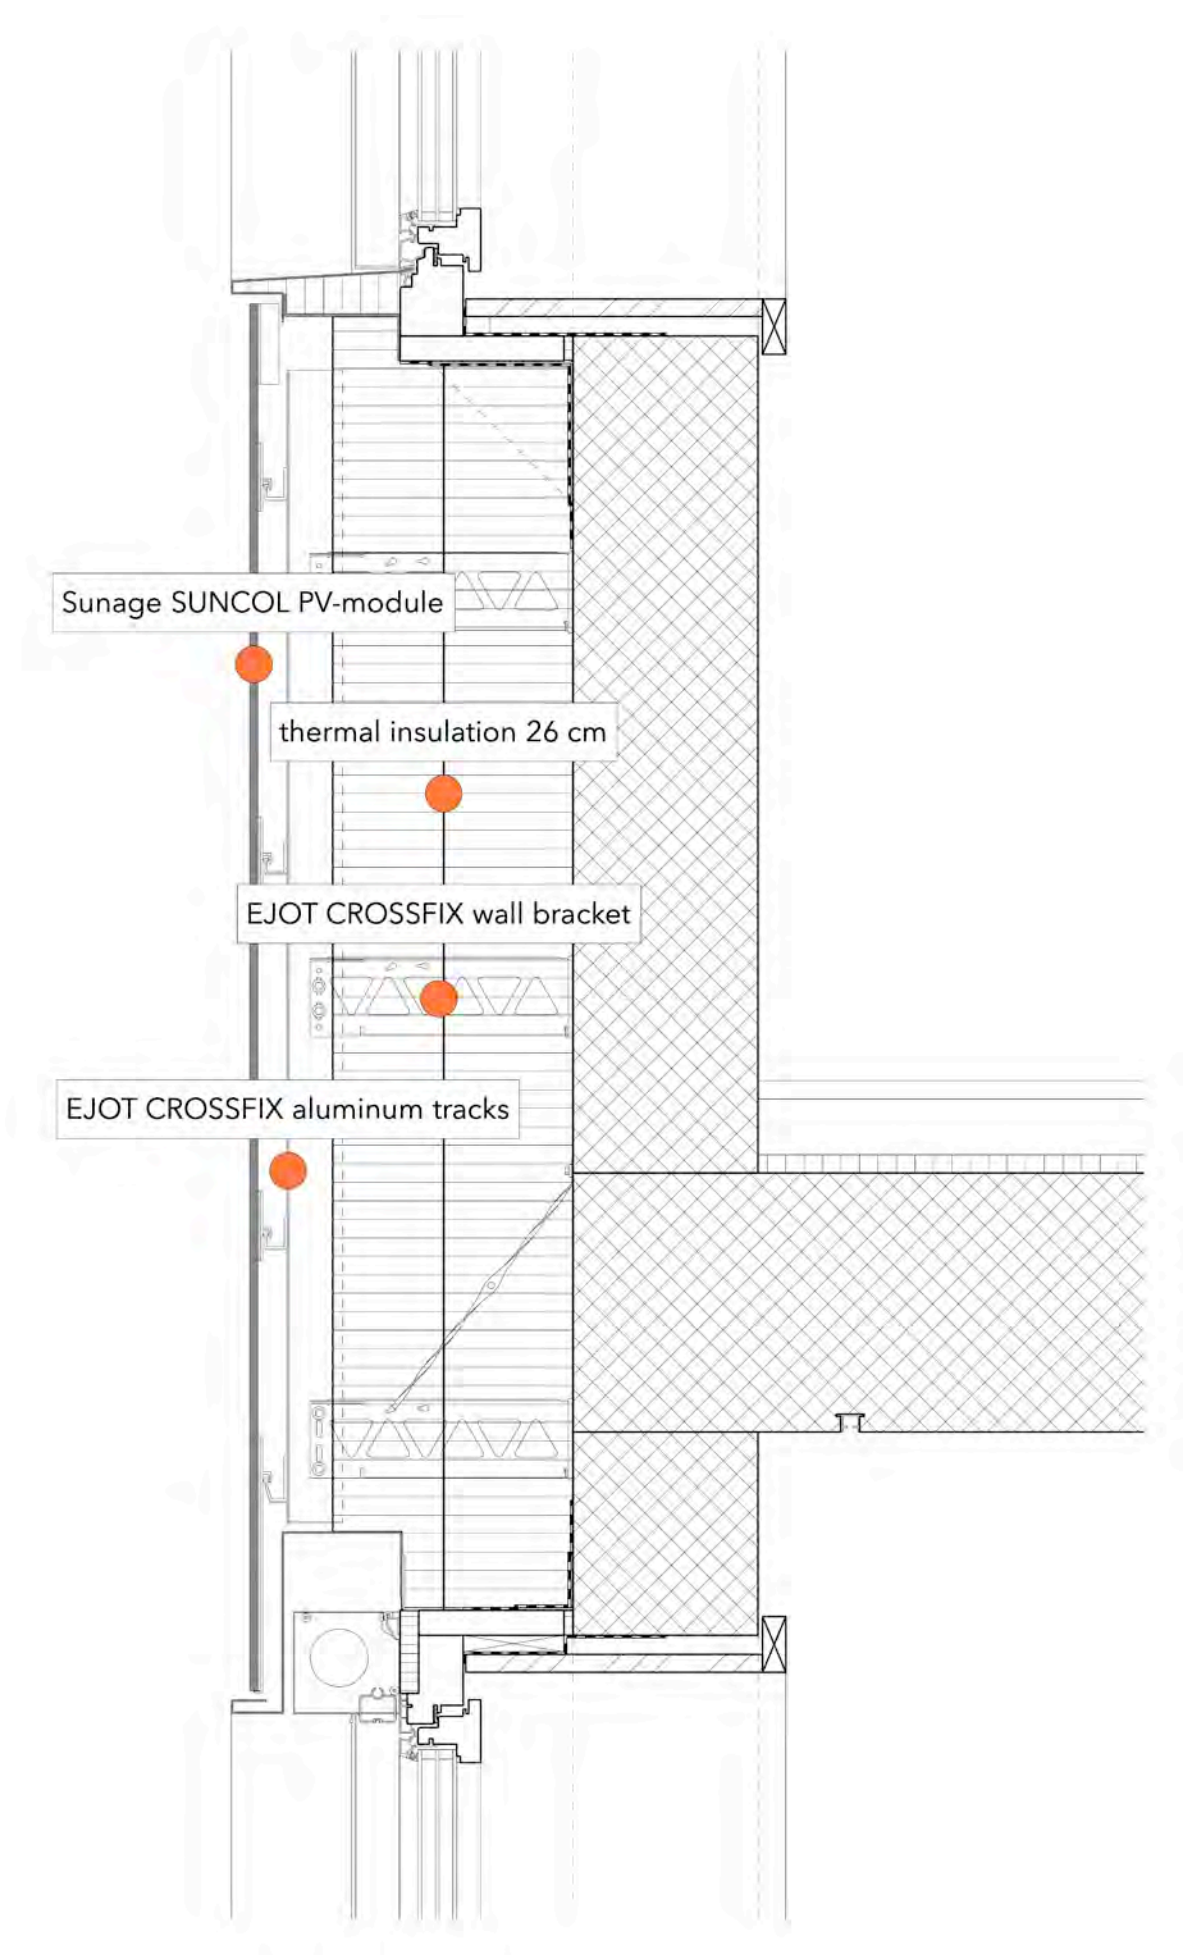 Sunage SUNCOL PV-module
thermal insulation 26 cm
EJOT CROSSFIX wall bracket
EJOT CROSSFIX aluminum tracks